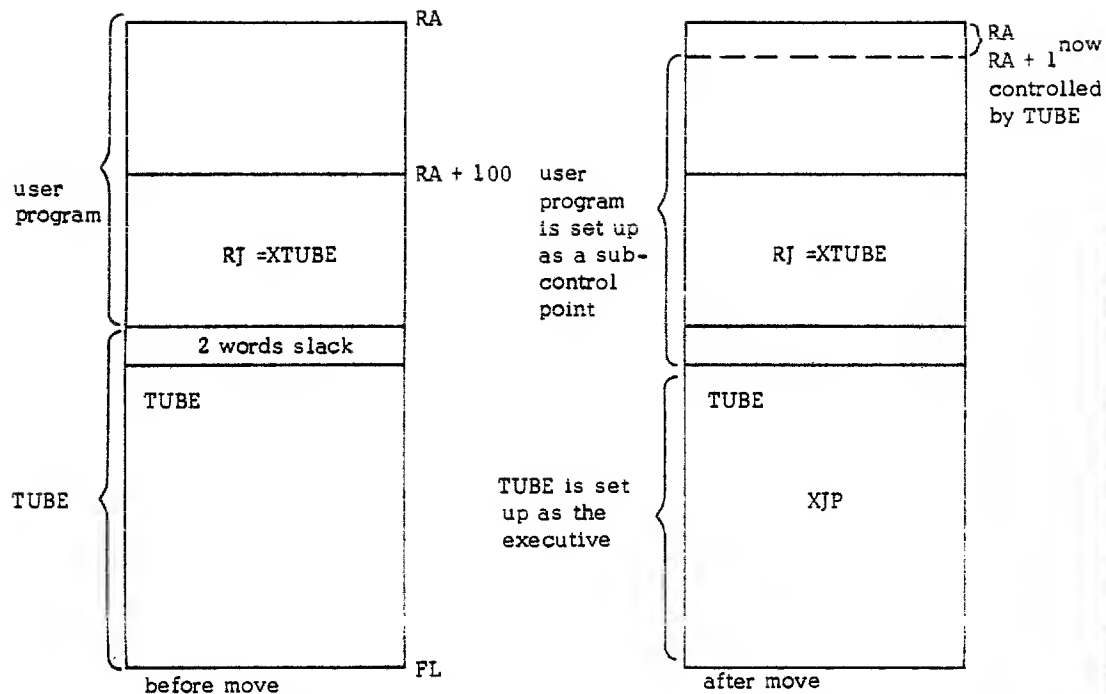 RA
RA + 100
user
program
RJ =XTUBE
2 words slack
TUBE
TUBE
FL
before move
RA
RA + 1 now
controlled
by TUBE
user
program
is set up
as a sub-
control
point
RJ =XTUBE
TUBE
TUBE is set
up as the
executive
XJP
after move